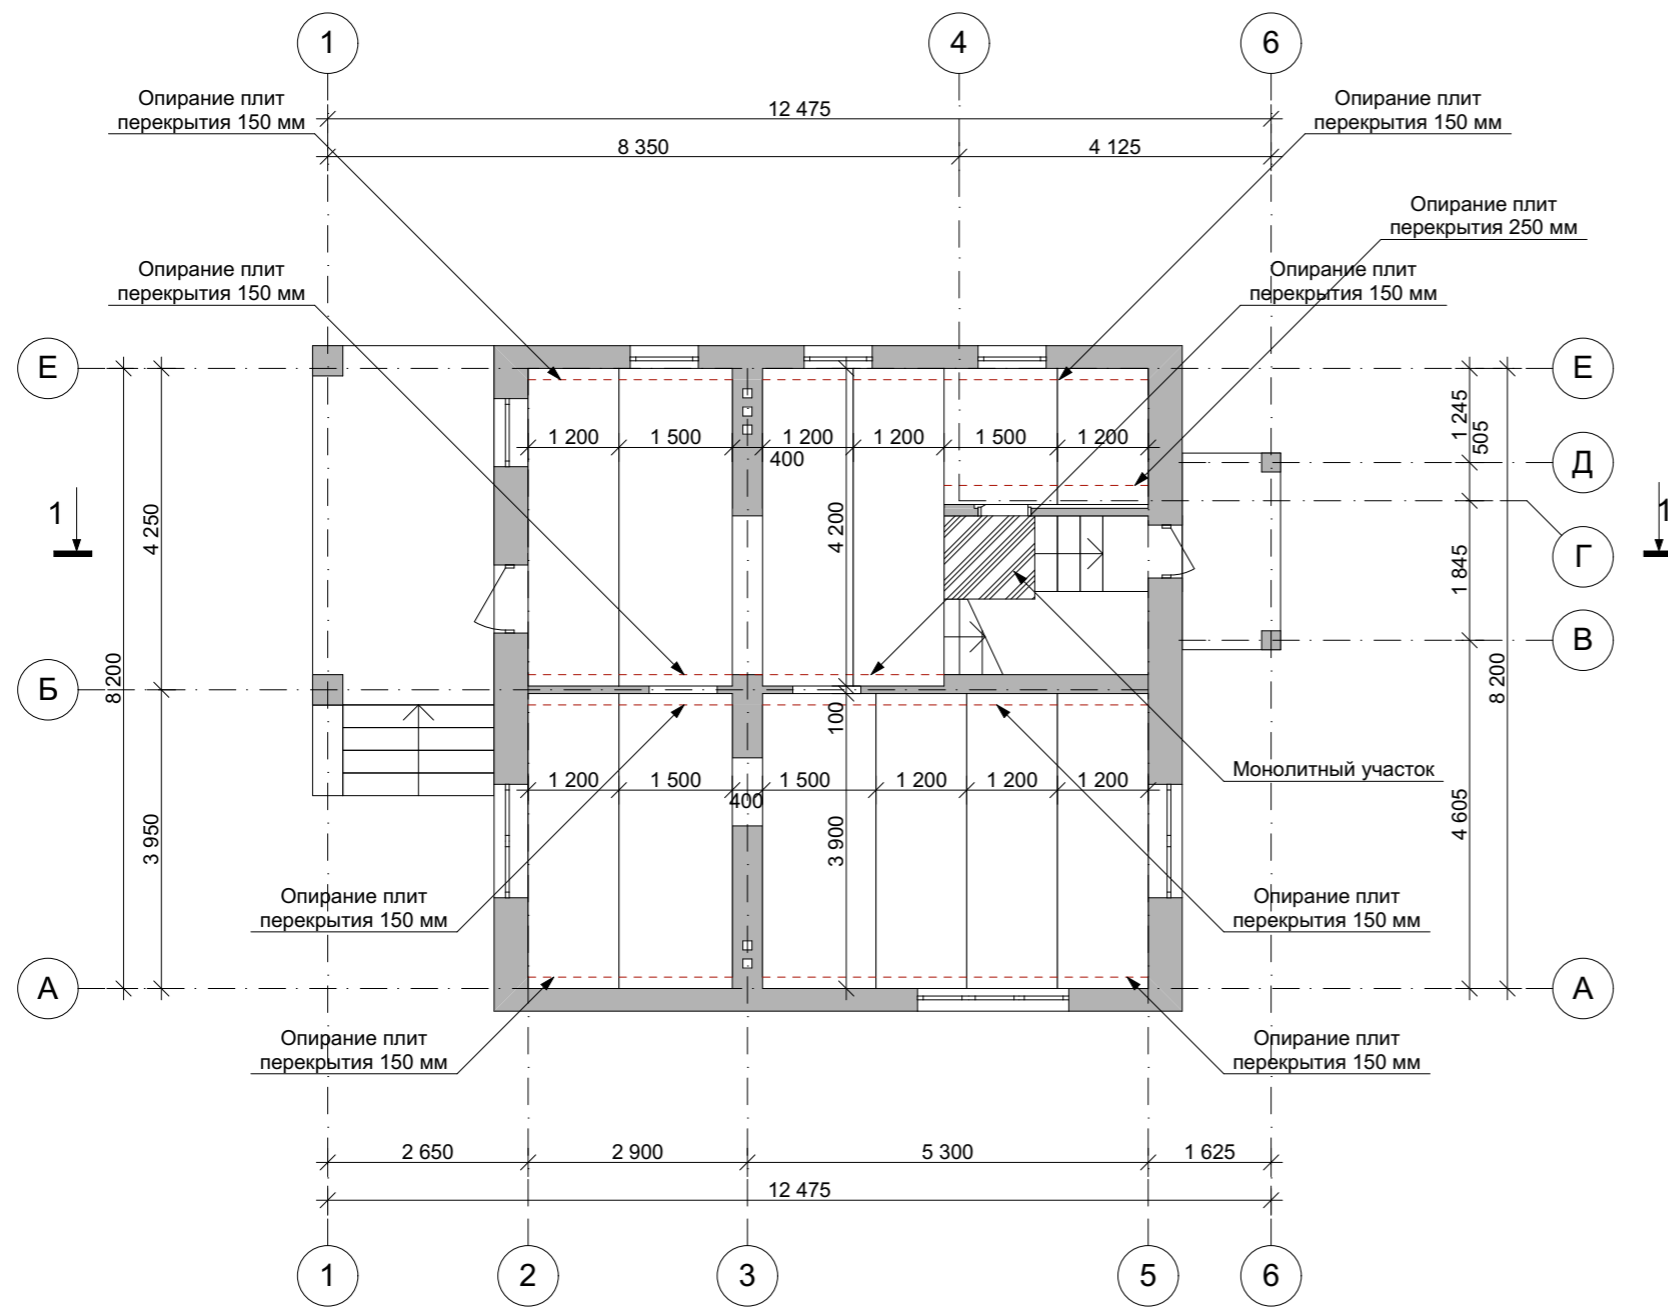 1
4
6
Опирание плит
перекрытия 150 мм
Опирание плит
перекрытия 150 мм
12 475
8 350
4 125
Опирание плит
перекрытия 250 мм
Опирание плит
перекрытия 150 мм
Опирание плит
перекрытия 150 мм
Е
Е
1 245
505
1 200
1 500
400
1 200
1 200
1 500
1 200
Д
1
4 250
4 200
1
Г
1 845
В
8 200
Б
8 200
100
Монолитный участок
1 200
1 500
400
1 500
1 200
1 200
1 200
3 950
3 900
4 605
Опирание плит
перекрытия 150 мм
Опирание плит
перекрытия 150 мм
А
А
Опирание плит
перекрытия 150 мм
Опирание плит
перекрытия 150 мм
2 650
2 900
5 300
1 625
12 475
1
2
3
5
6